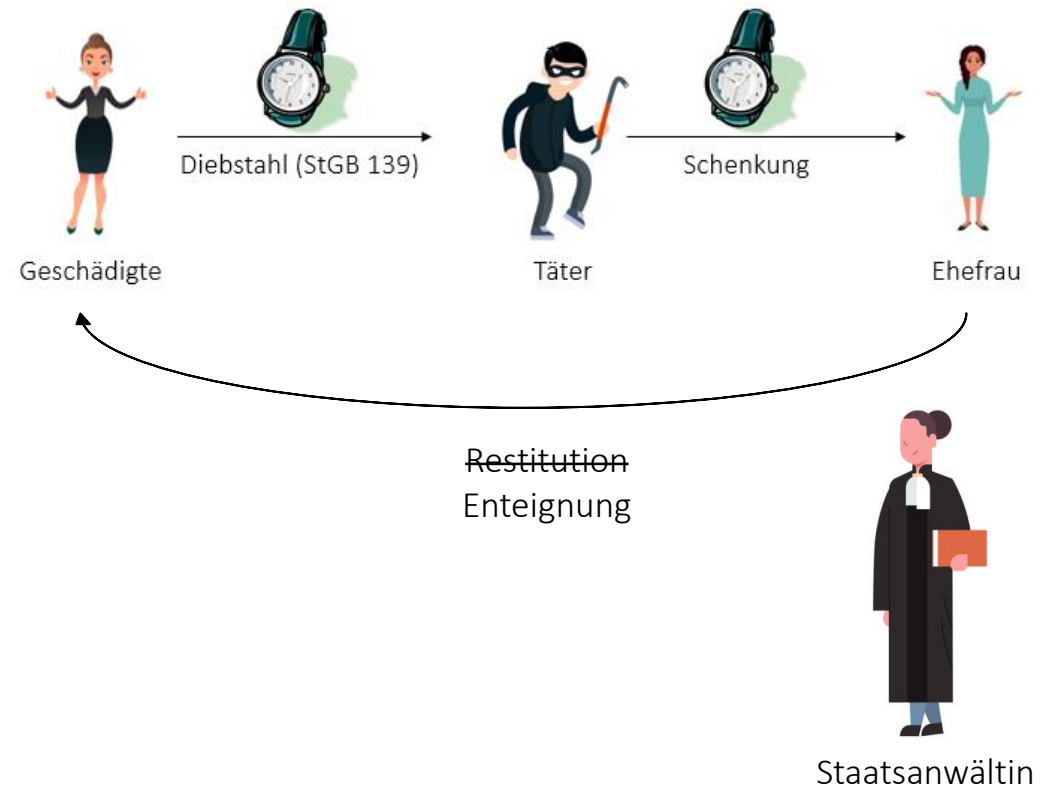 Diebstahl (StGB 139)
Schenkung
Geschädigte
Täter
Ehefrau
Restitution
Enteignung
Staatsanwältin